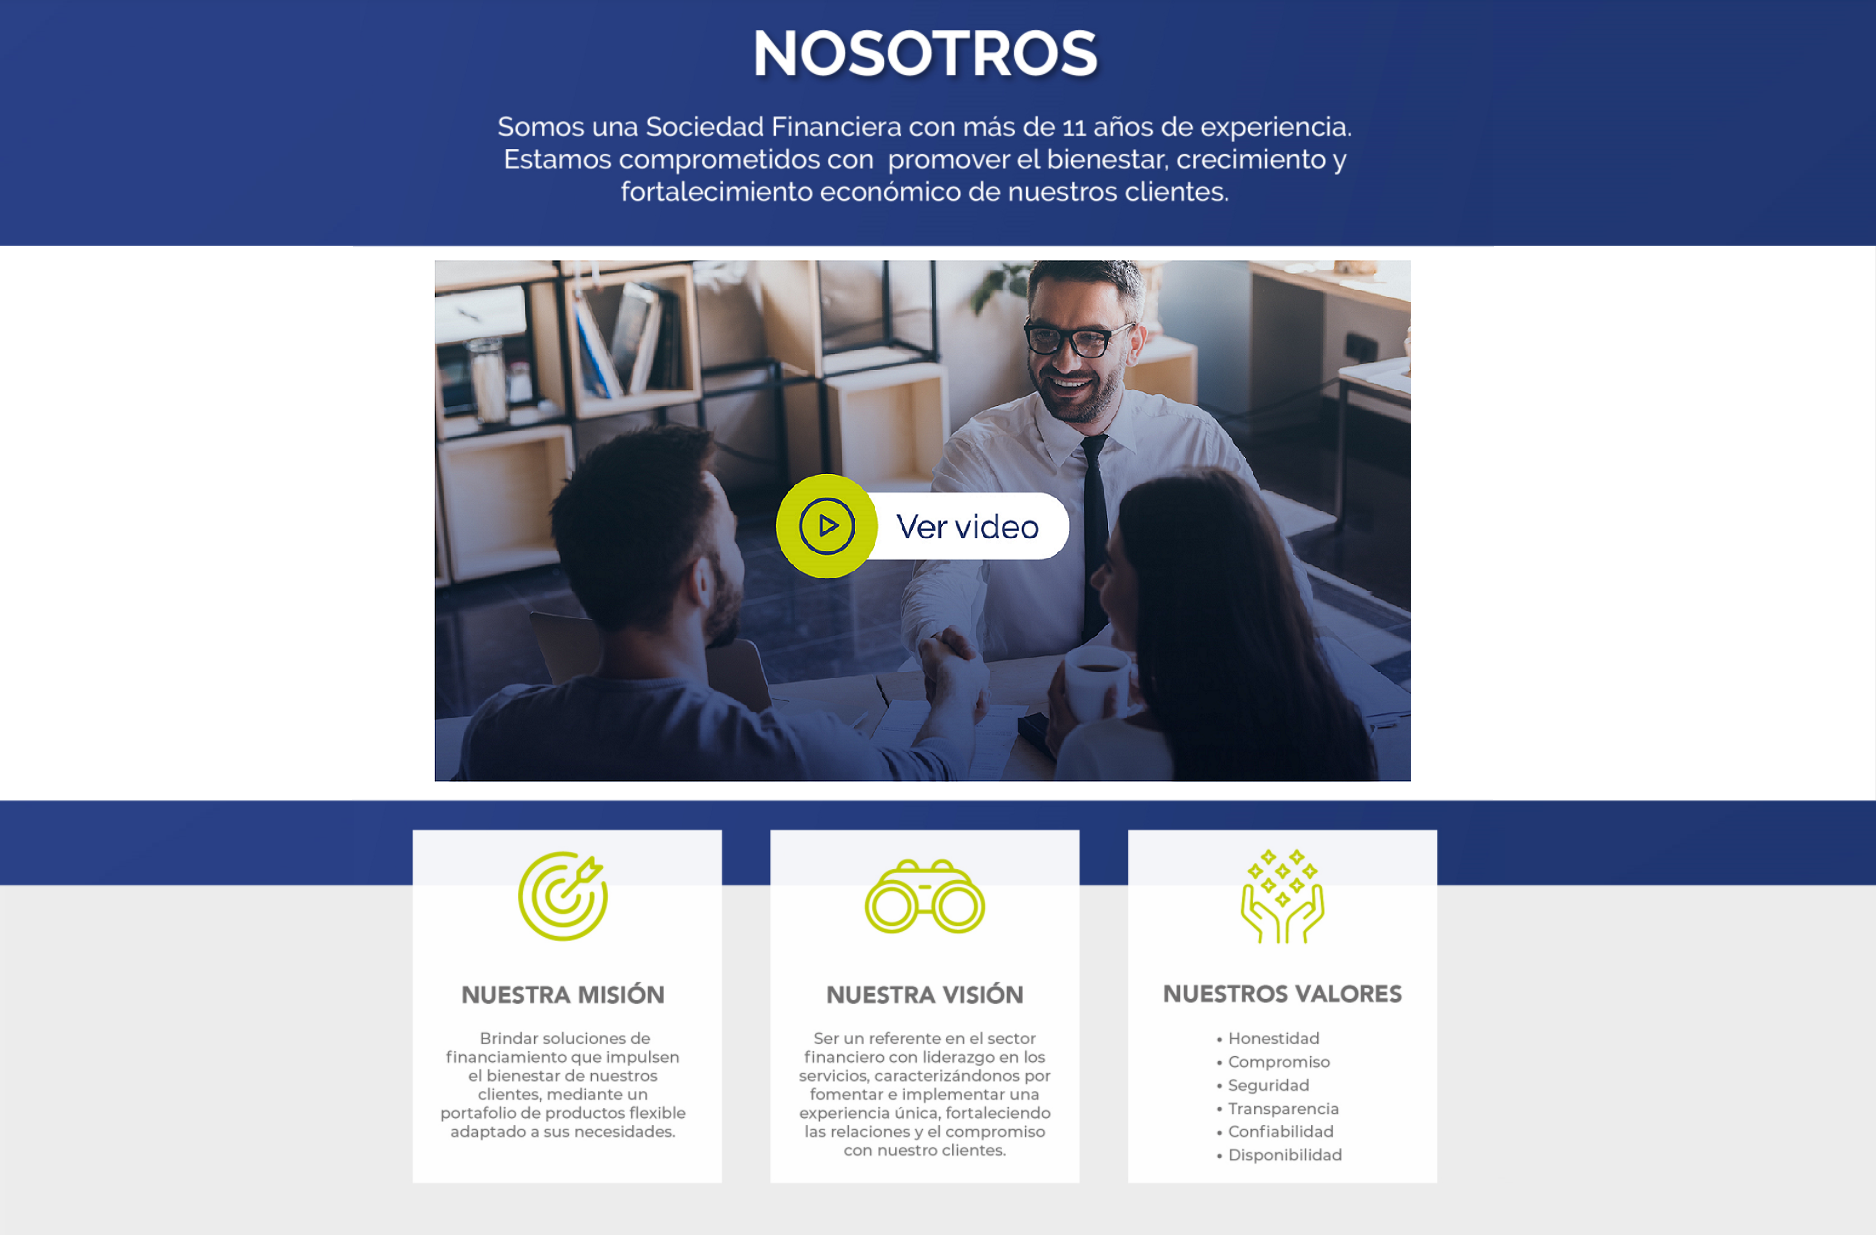 NOSOTROS
Somos una Sociedad Financiera con más de 11 años de experiencia.
Estamos comprometidos con  promover el bienestar, crecimiento y
fortalecimiento económico de nuestros clientes.
Ver video
NUESTRA MISIÓN
Brindar soluciones de
financiamiento que impulsen
el bienestar de nuestros
clientes, mediante un
portafolio de productos flexible
adaptado a sus necesidades.
NUESTRA VISIÓN
Ser un referente en el sector
financiero con liderazgo en los
servicios, caracterizándonos por
fomentar e implementar una
experiencia única, fortaleciendo
las relaciones y el compromiso
con nuestro clientes.
NUESTROS VALORES
• Honestidad
• Compromiso
• Seguridad
• Transparencia
• Confiabilidad
• Disponibilidad